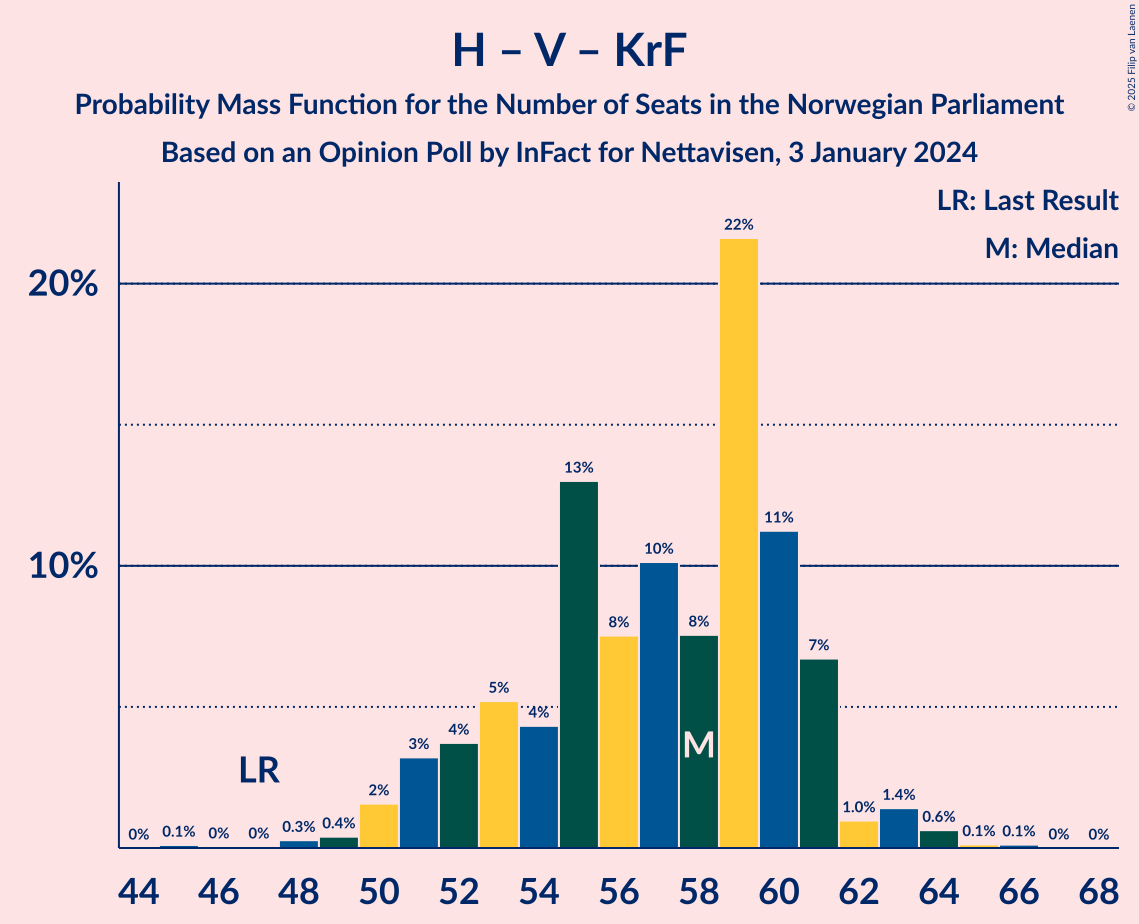 H – V – KrF
Probability Mass Function for the Number of Seats in the Norwegian Parliament
Based on an Opinion Poll by InFact for Nettavisen, 3 January 2024
© 2025 Filip van Laenen
LR: Last Result
M: Median
20%
10%
0% 0.1% 0% 0% 0.3% 0.4% 2% 3% 4% 5% 4% 13% 8% 10% 8% 22% 11% 7% 1.0% 1.4% 0.6% 0.1% 0.1% 0% 0%
LR
M
44 46 48 50 52 54 56 58 60 62 64 66 68